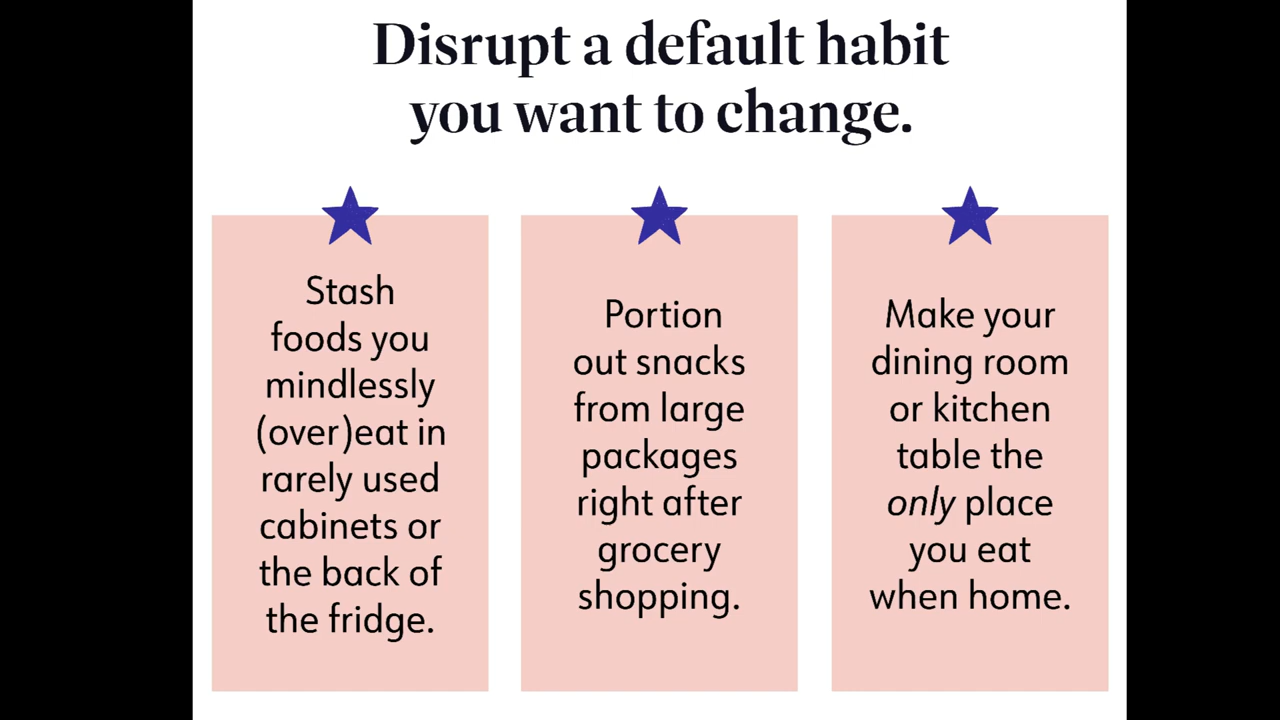 Disrupt a default habit
you want to change.
Stash
foods you
mindlessly
(over)eat in
rarely used
cabinets or
the back of
the fridge.
Portion
out snacks
from large
packages
right after
grocery
shopping.
Make your
dining room
or kitchen
table the
only place
you eat
when home.